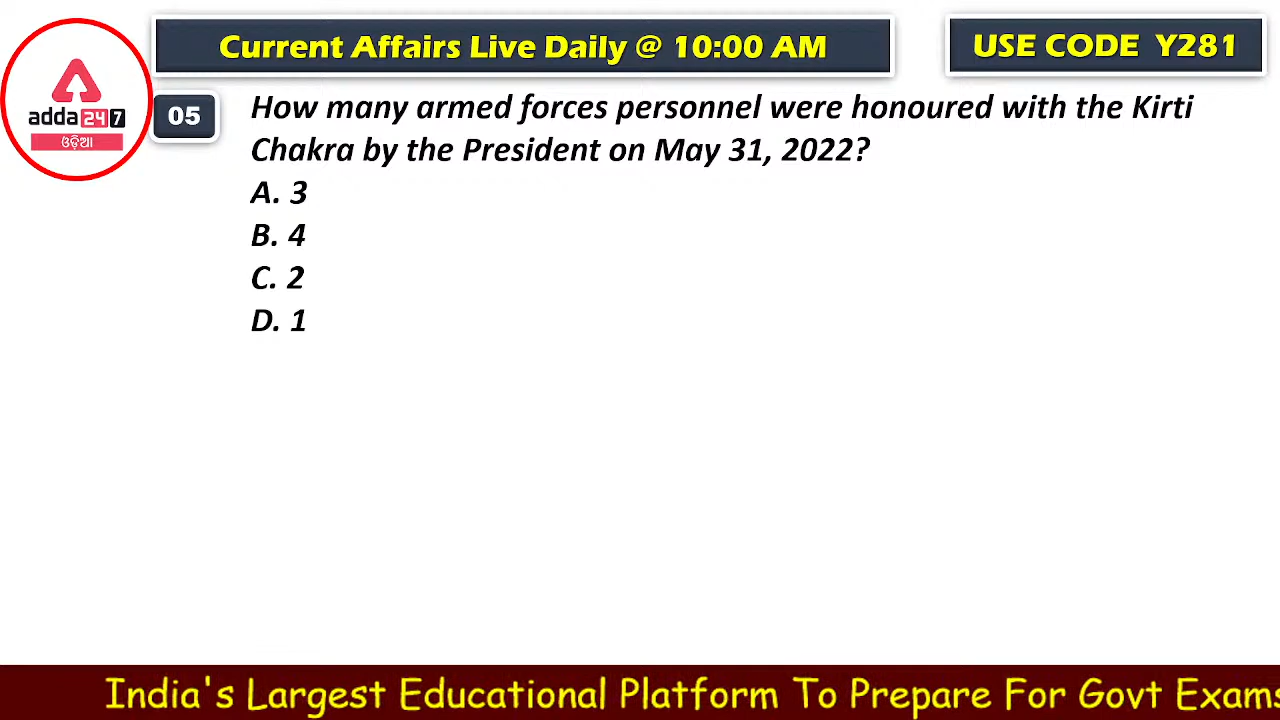 Current Affairs Live Daily @ 10:00 AM
USE CODE Y281
adda 24 7
ଓଡ଼ିଆ
05
How many armed forces personnel were honoured with the Kirti
Chakra by the President on May 31, 2022?
A. 3
B. 4
C. 2
D. 1
India's Largest Educational Platform To Prepare For Govt Exams